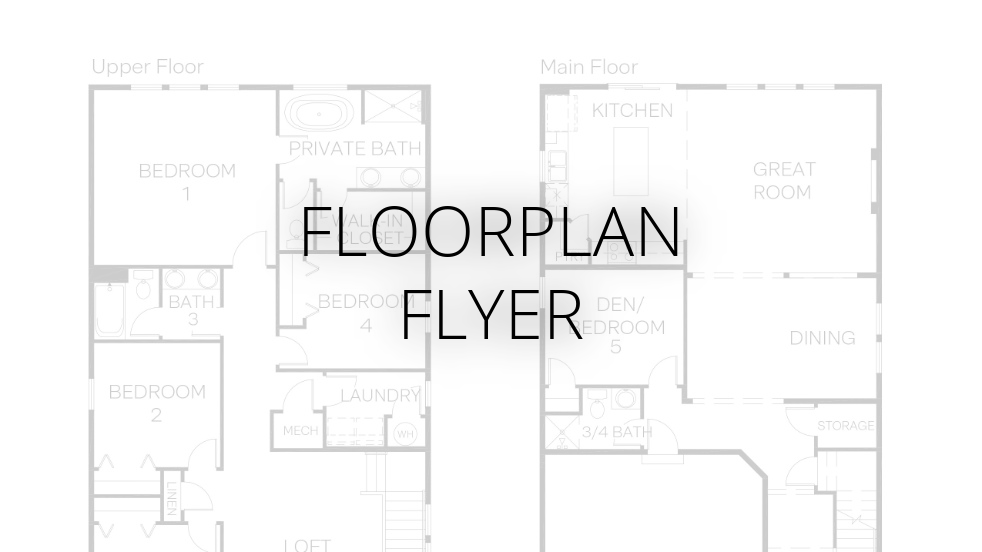 Upper Floor
Main Floor
KITCHEN
PRIVATE BATH
BEDROOM
1
GREAT
ROOM
WALK-IN
CLOSET
FLOORPLAN
PTRY
BATH
3
BEDROOM
4
DEN/
BEDROOM
5
FLYER
DINING
BEDROOM
2
LAUNDRY
MECH
WH
3/4 BATH
STORAGE
LINEN
LOFT